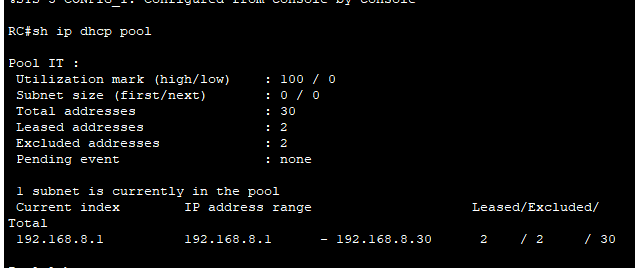 %SYS-5-CONFIG_I: Configured from console by console
RC#sh ip dhcp pool
Pool IT :
Utilization mark (high/low) : 100 / 0
Subnet size (first/next) : 0 / 0
Total addresses : 30
Leased addresses : 2
Excluded addresses : 2
Pending event : none
1 subnet is currently in the pool
Current index IP address range Leased/Excluded/
Total
192.168.8.1 192.168.8.1 - 192.168.8.30 2 / 2 / 30